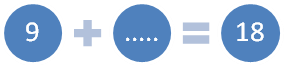 9 + ..... = 18